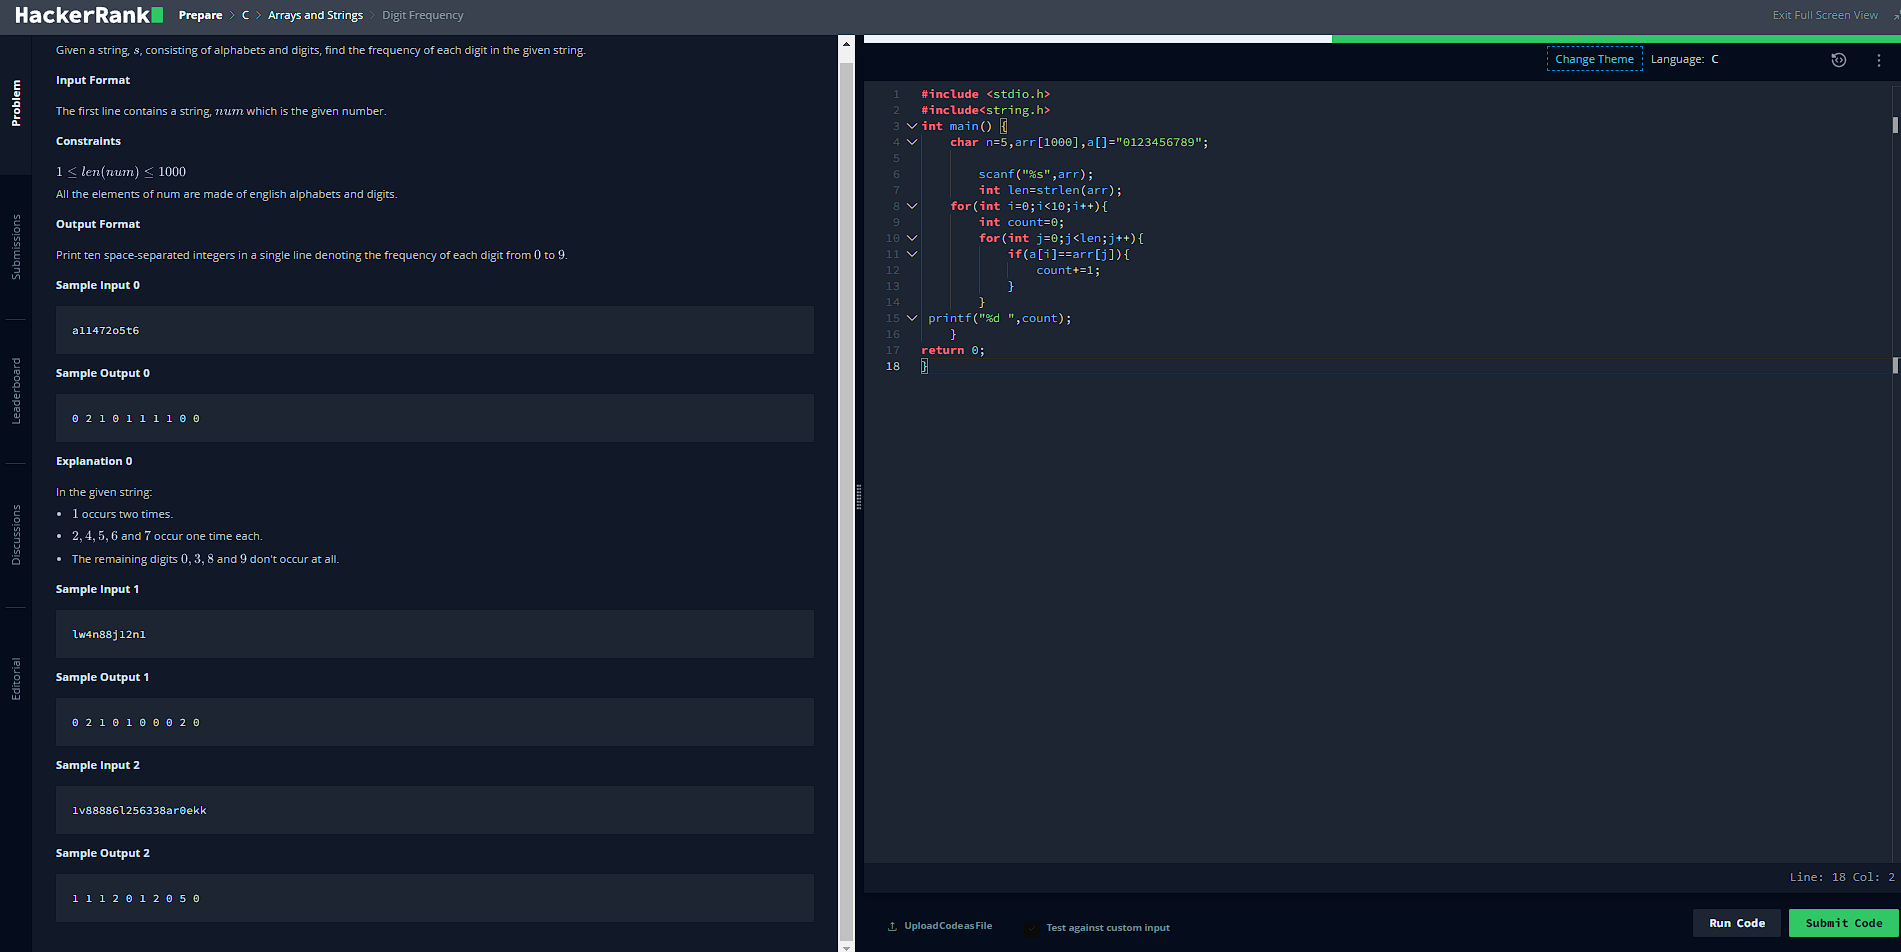 HackerRank Prepare > C > Arrays and Strings > Digit Frequency
Exit Full Screen View
Problem
Submissions
Leaderboard
Discussions
Editorial
Given a string, s, consisting of alphabets and digits, find the frequency of each digit in the given string.
Input Format
The first line contains a string, num which is the given number.
Constraints
1 ≤ len(num) ≤ 1000
All the elements of num are made of english alphabets and digits.
Output Format
Print ten space-separated integers in a single line denoting the frequency of each digit from 0 to 9.
Sample Input 0
a11472o5t6
Sample Output 0
0 2 1 0 1 1 1 1 0 0
Explanation 0
In the given string:
• 1 occurs two times.
• 2, 4, 5, 6 and 7 occur one time each.
• The remaining digits 0, 3, 8 and 9 don't occur at all.
Sample Input 1
lw4n88j12n1
Sample Output 1
0 2 1 0 1 0 0 0 2 0
Sample Input 2
1v88886l256338ar0ekk
Sample Output 2
1 1 1 2 0 1 2 0 5 0
Change Theme Language: C
1 #include <stdio.h>
2 #include<string.h>
3 int main() {
4 char n=5,arr[1000],a[]="0123456789";
5
6 scanf("%s",arr);
7 int len=strlen(arr);
8 for(int i=0;i<10;i++){
9 int count=0;
10 for(int j=0;j<len;j++){
11 if(a[i]==arr[j]){
12 count+=1;
13 }
14 }
15 printf("%d ",count);
16 }
17 return 0;
18 }
Line: 18 Col: 2
Upload Code as File
Test against custom input
Run Code
Submit Code